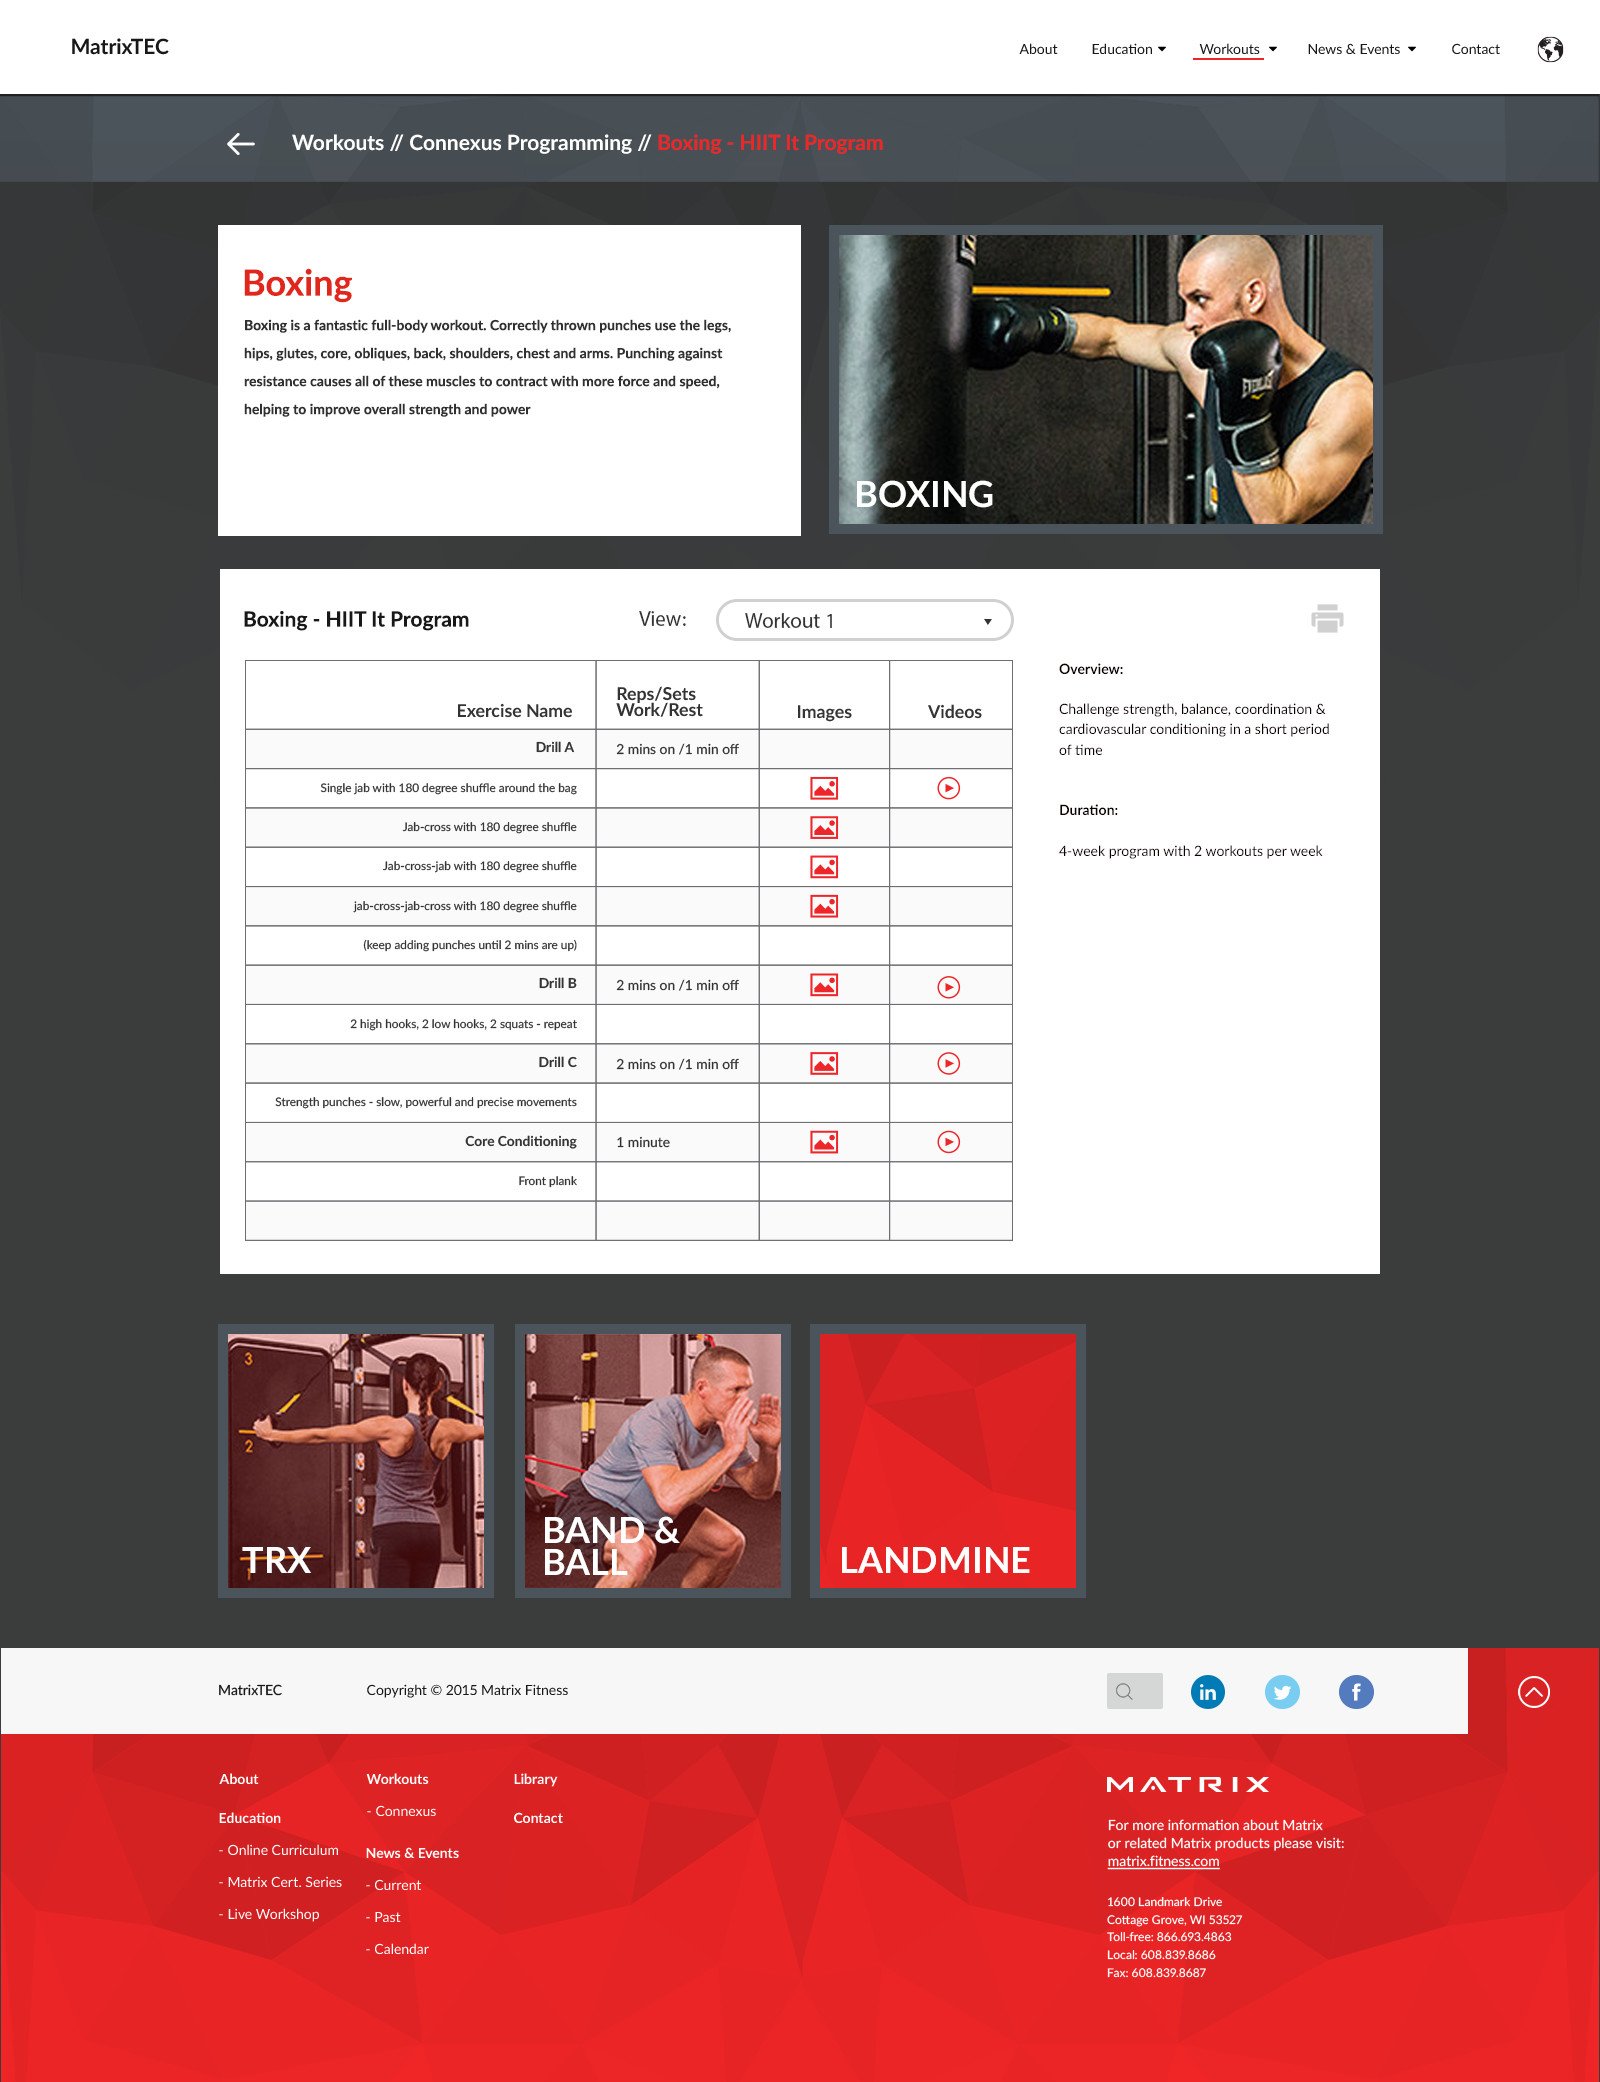 MatrixTEC
About
Education
Workouts
News & Events
Contact
Workouts // Connexus Programming // Boxing - HIIT It Program
Boxing
Boxing is a fantastic full-body workout. Correctly thrown punches use the legs,
hips, glutes, core, obliques, back, shoulders, chest and arms. Punching against
resistance causes all of these muscles to contract with more force and speed,
helping to improve overall strength and power
EVERLAST
BOXING
Boxing - HIIT It Program
View:
Workout 1
Exercise Name
Reps/Sets
Work/Rest
Images
Videos
Drill A
2 mins on /1 min off
Single jab with 180 degree shuffle around the bag
Jab-cross with 180 degree shuffle
Jab-cross-jab with 180 degree shuffle
jab-cross-jab-cross with 180 degree shuffle
(keep adding punches until 2 mins are up)
Drill B
2 mins on /1 min off
2 high hooks, 2 low hooks, 2 squats - repeat
Drill C
2 mins on /1 min off
Strength punches - slow, powerful and precise movements
Core Conditioning
1 minute
Front plank
Overview:
Challenge strength, balance, coordination &
cardiovascular conditioning in a short period
of time
Duration:
4-week program with 2 workouts per week
3
2
1
TRX
BAND &
BALL
LANDMINE
MatrixTEC
Copyright © 2015 Matrix Fitness
in
f
About
Education
- Online Curriculum
- Matrix Cert. Series
- Live Workshop
Workouts
- Connexus
News & Events
- Current
- Past
- Calendar
Library
Contact
MATRIX
For more information about Matrix
or related Matrix products please visit:
matrix.fitness.com
1600 Landmark Drive
Cottage Grove, WI 53527
Toll-free: 866.693.4863
Local: 608.839.8686
Fax: 608.839.8687